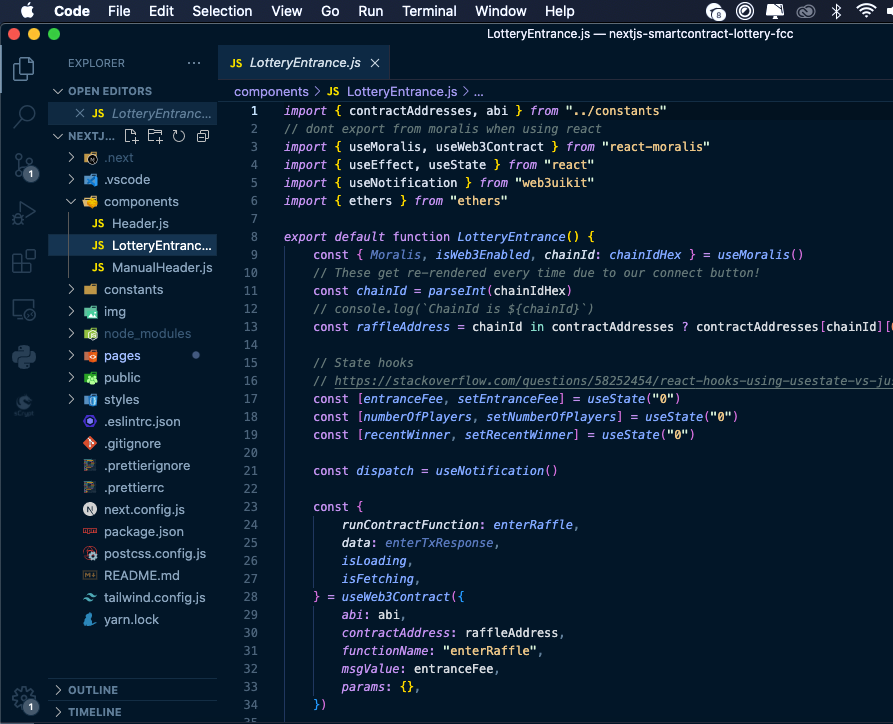 Code File Edit Selection View Go Run Terminal Window Help
8
LotteryEntrance.js — nextjs-smartcontract-lottery-fcc
EXPLORER ...
JS LotteryEntrance.js ×
OPEN EDITORS
× JS LotteryEntranc...
NEXTJ...
.next
.vscode
components
JS Header.js
JS LotteryEntranc...
JS ManualHeader.js
constants
img
node_modules
pages
public
styles
.eslintrc.json
.gitignore
.prettierignore
.prettierrc
next.config.js
package.json
postcss.config.js
README.md
tailwind.config.js
yarn.lock
OUTLINE
TIMELINE
1
1
components > JS LotteryEntrance.js > ...
1 import { contractAddresses, abi } from "../constants"
2 // dont export from moralis when using react
3 import { useMoralis, useWeb3Contract } from "react-moralis"
4 import { useEffect, useState } from "react"
5 import { useNotification } from "web3uikit"
6 import { ethers } from "ethers"
7
8 export default function LotteryEntrance() {
9 const { Moralis, isWeb3Enabled, chainId: chainIdHex } = useMoralis()
10 // These get re-rendered every time due to our connect button!
11 const chainId = parseInt(chainIdHex)
12 // console.log(`ChainId is ${chainId}`)
13 const raffleAddress = chainId in contractAddresses ? contractAddresses[chainId][
14
15 // State hooks
16 // https://stackoverflow.com/questions/58252454/react-hooks-using-usestate-vs-ju
17 const [entranceFee, setEntranceFee] = useState("0")
18 const [numberOfPlayers, setNumberOfPlayers] = useState("0")
19 const [recentWinner, setRecentWinner] = useState("0")
20
21 const dispatch = useNotification()
22
23 const {
24 runContractFunction: enterRaffle,
25 data: enterTxResponse,
26 isLoading,
27 isFetching,
28 } = useWeb3Contract({
29 abi: abi,
30 contractAddress: raffleAddress,
31 functionName: "enterRaffle",
32 msgValue: entranceFee,
33 params: {},
34 })